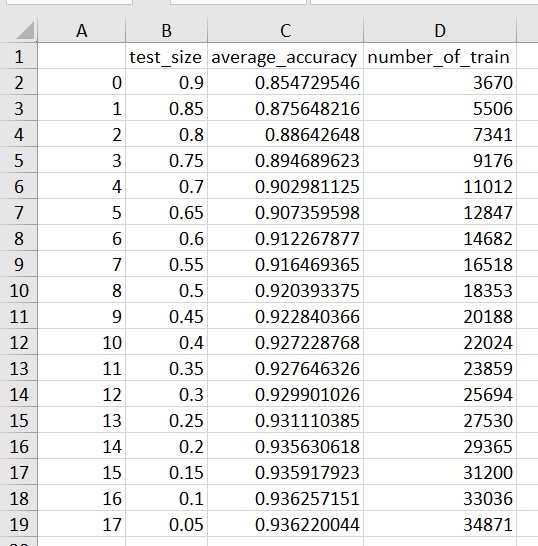 A B C D
1 test_size average_accuracy number_of_train
2 0 0.9 0.854729546 3670
3 1 0.85 0.875648216 5506
4 2 0.8 0.88642648 7341
5 3 0.75 0.894689623 9176
6 4 0.7 0.902981125 11012
7 5 0.65 0.907359598 12847
8 6 0.6 0.912267877 14682
9 7 0.55 0.916469365 16518
10 8 0.5 0.920393375 18353
11 9 0.45 0.922840366 20188
12 10 0.4 0.927228768 22024
13 11 0.35 0.927646326 23859
14 12 0.3 0.929901026 25694
15 13 0.25 0.931110385 27530
16 14 0.2 0.935630618 29365
17 15 0.15 0.935917923 31200
18 16 0.1 0.936257151 33036
19 17 0.05 0.936220044 34871